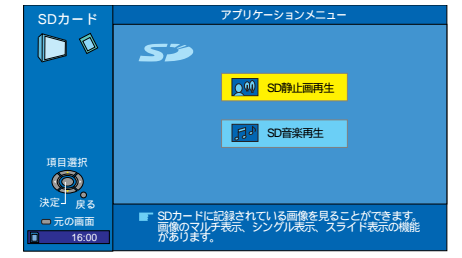 SDカード
アプリケーションメニュー
SD
SD静止画再生
SD音楽再生
項目選択
決定
戻る
元の画面
16:00
SDカードに記録されている画像を見ることができます。
画像のマルチ表示、シングル表示、スライド表示の機能
があります。